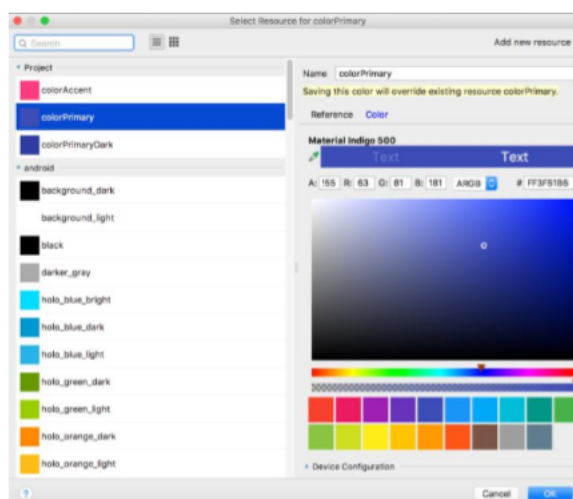 Select Resource for colorPrimary
Search
Add new resource
Project
colorAccent
colorPrimary
colorPrimaryDark
android
background_dark
background_light
black
darker_gray
holo_blue_bright
holo_blue_dark
holo_blue_light
holo_green_dark
holo_green_light
holo_orange_dark
holo_orange_light
Name colorPrimary
Saving this color will override existing resource colorPrimary.
Reference Color
Material Indigo 500
Text Text
A: 255 R: 63 G: 81 B: 181 ARGB # FF3F51B5
Device Configuration
? Cancel OK